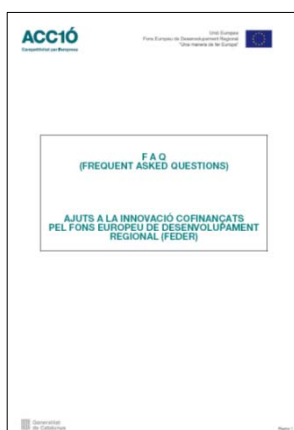 ACC1Ó
Competitivitat per l'empresa
Unió Europea
Fons Europeu de Desenvolupament Regional
"Una manera de fer Europa"
F A Q
(FREQUENT ASKED QUESTIONS)
AJUTS A LA INNOVACIÓ COFINANÇATS
PEL FONS EUROPEU DE DESENVOLUPAMENT
REGIONAL (FEDER)
Generalitat
de Catalunya